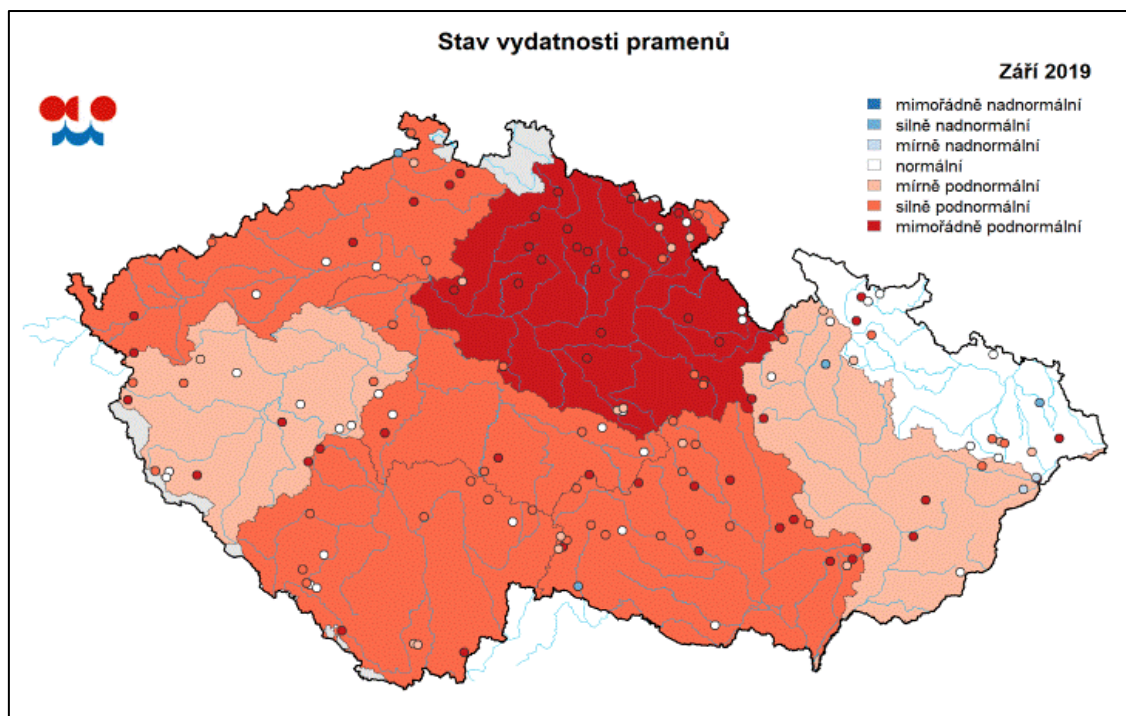 Stav vydatnosti pramenů
Září 2019
mimořádně nadnormální
silně nadnormální
mírně nadnormální
normální
mírně podnormální
silně podnormální
mimořádně podnormální